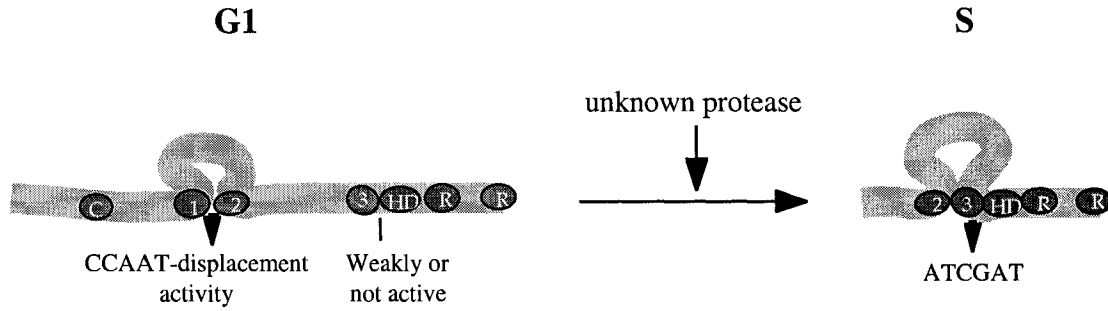 G1
S
unknown protease
C 1 2 3 HD R R
2 3 HD R R
CCAAT-displacement
activity
Weakly or
not active
ATCGAT